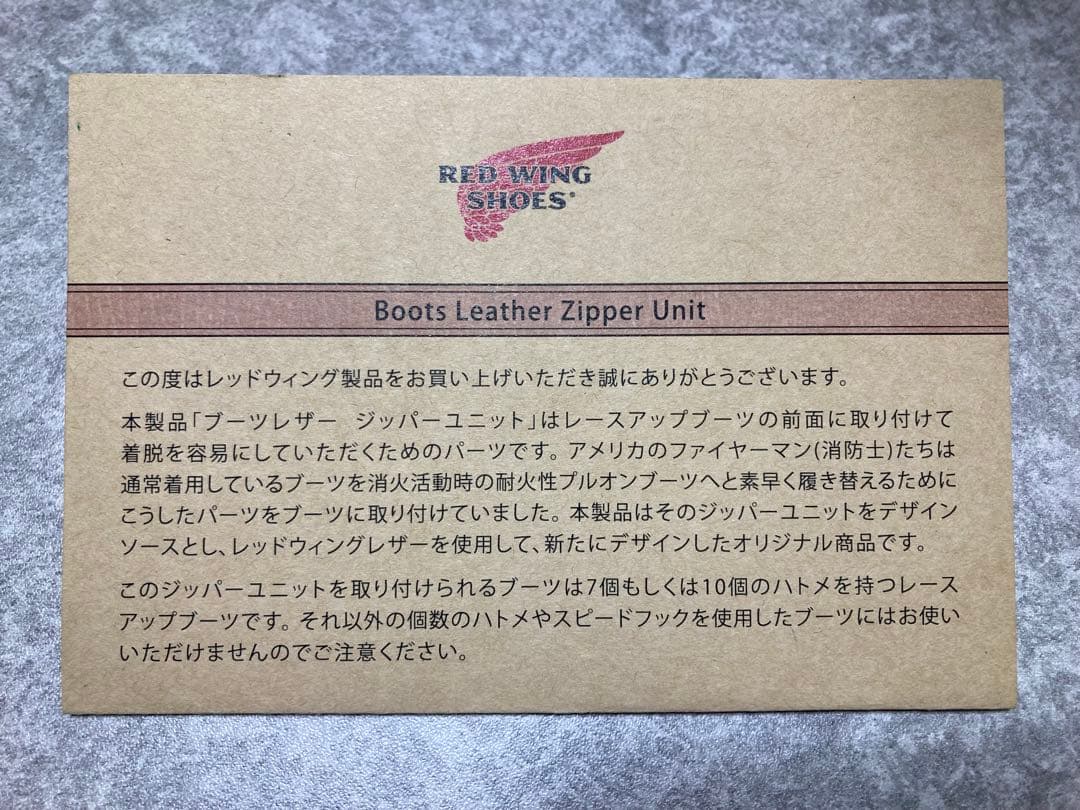 RED WING
SHOES®
Boots Leather Zipper Unit
この度はレッドウィング製品をお買い上げいただき誠にありがとうございます。
本製品「ブーツレザー　ジッパーユニット」はレースアップブーツの前面に取り付けて
着脱を容易にしていただくためのパーツです。アメリカのファイヤーマン(消防士)たちは
通常着用しているブーツを消火活動時の耐火性プルオンブーツへと素早く履き替えるために
こうしたパーツをブーツに取り付けていました。本製品はそのジッパーユニットをデザイン
ソースとし、レッドウィングレザーを使用して、新たにデザインしたオリジナル商品です。
このジッパーユニットを取り付けられるブーツは7個もしくは10個のハトメを持つレース
アップブーツです。それ以外の個数のハトメやスピードフックを使用したブーツにはお使い
いただけませんのでご注意ください。